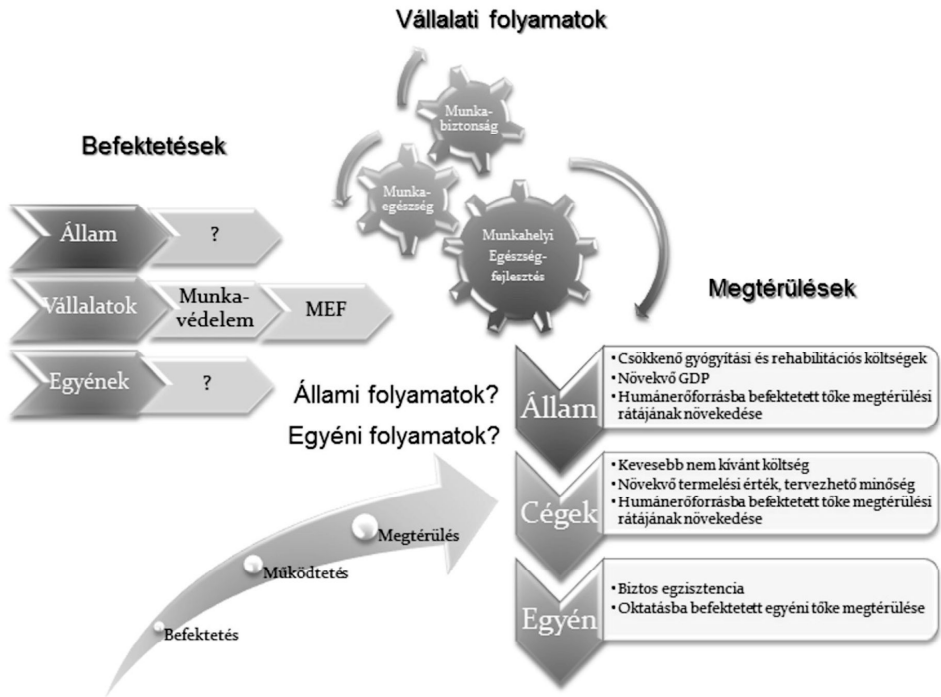 Vállalati folyamatok
Munka-
biztonság
Munka-
egészség
Munkahelyi
Egészség-
fejlesztés
Befektetések
Állam
?
Vállalatok
Munka-
védelem
MEF
Egyének
?
Állami folyamatok?
Egyéni folyamatok?
Megtérülések
Állam
• Csökkenő gyógyítási és rehabilitációs költségek
• Növekvő GDP
• Humánerőforrásba befektetett tőke megtérülési
rátájának növekedése
Cégek
• Kevesebb nem kívánt költség
• Növekvő termelési érték, tervezhető minőség
• Humánerőforrásba befektetett tőke megtérülési
rátájának növekedése
Egyén
• Biztos egzisztencia
• Oktatásba befektetett egyéni tőke megtérülése
Megtérülés
Működtetés
Befektetés